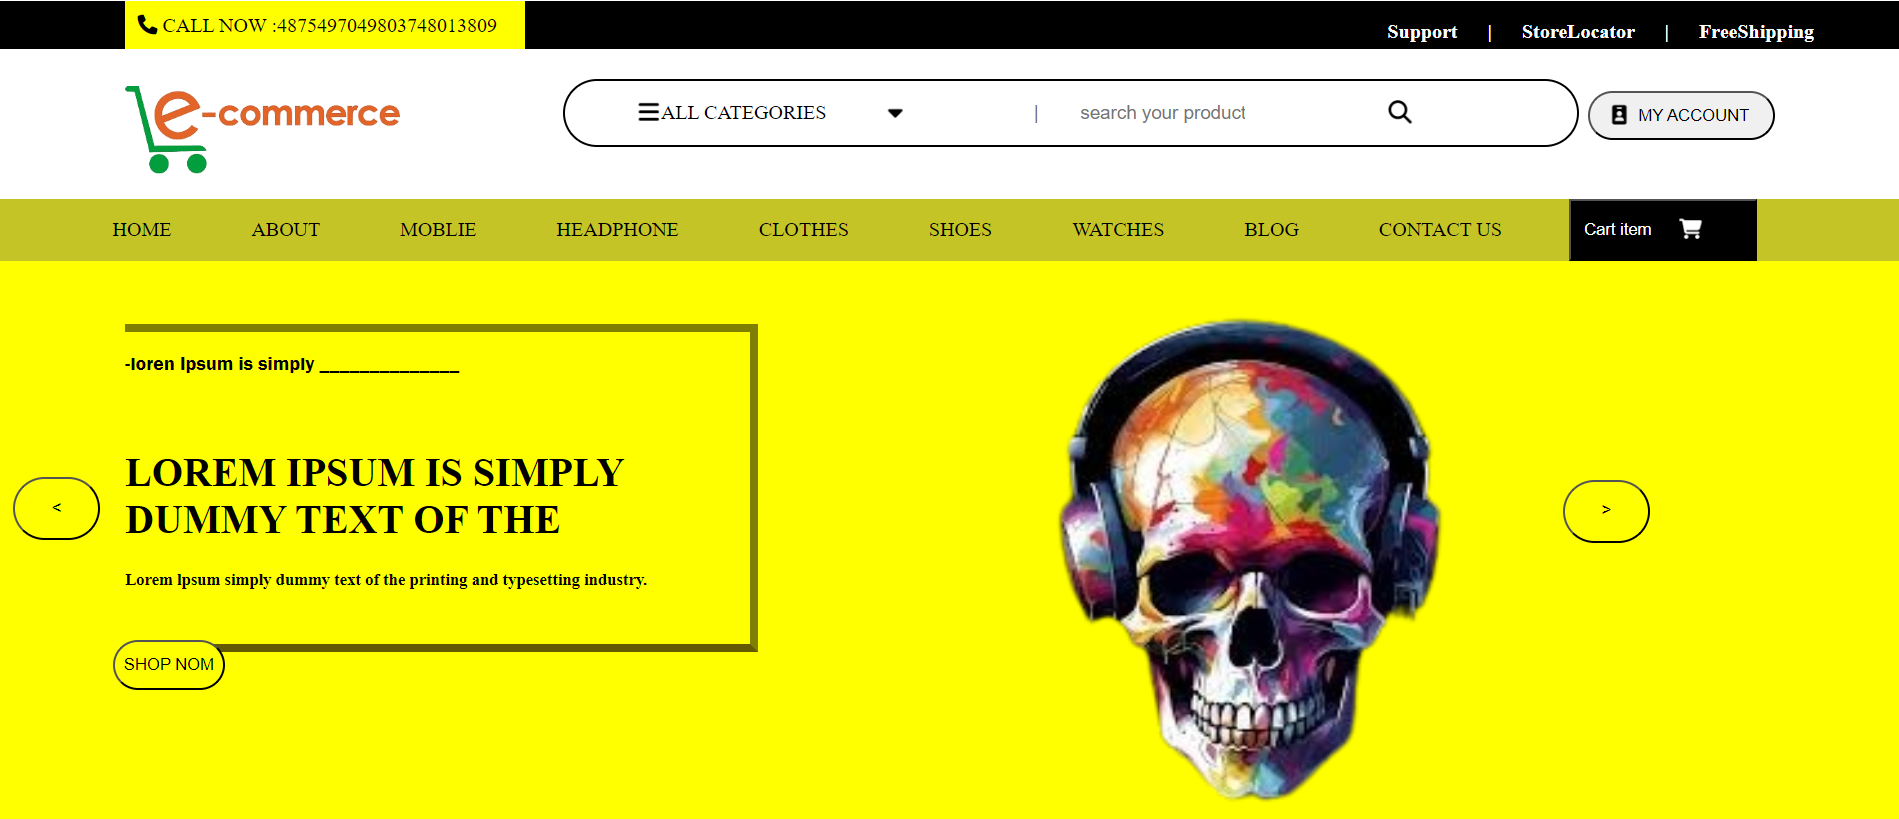 CALL NOW :4875497049803748013809
Support | StoreLocator | FreeShipping
e-commerce
ALL CATEGORIES | search your product
MY ACCOUNT
HOME ABOUT MOBLIE HEADPHONE CLOTHES SHOES WATCHES BLOG CONTACT US Cart item
-loren Ipsum is simply ______________
LOREM IPSUM IS SIMPLY
DUMMY TEXT OF THE
< >
Lorem lpsum simply dummy text of the printing and typesetting industry.
SHOP NOM